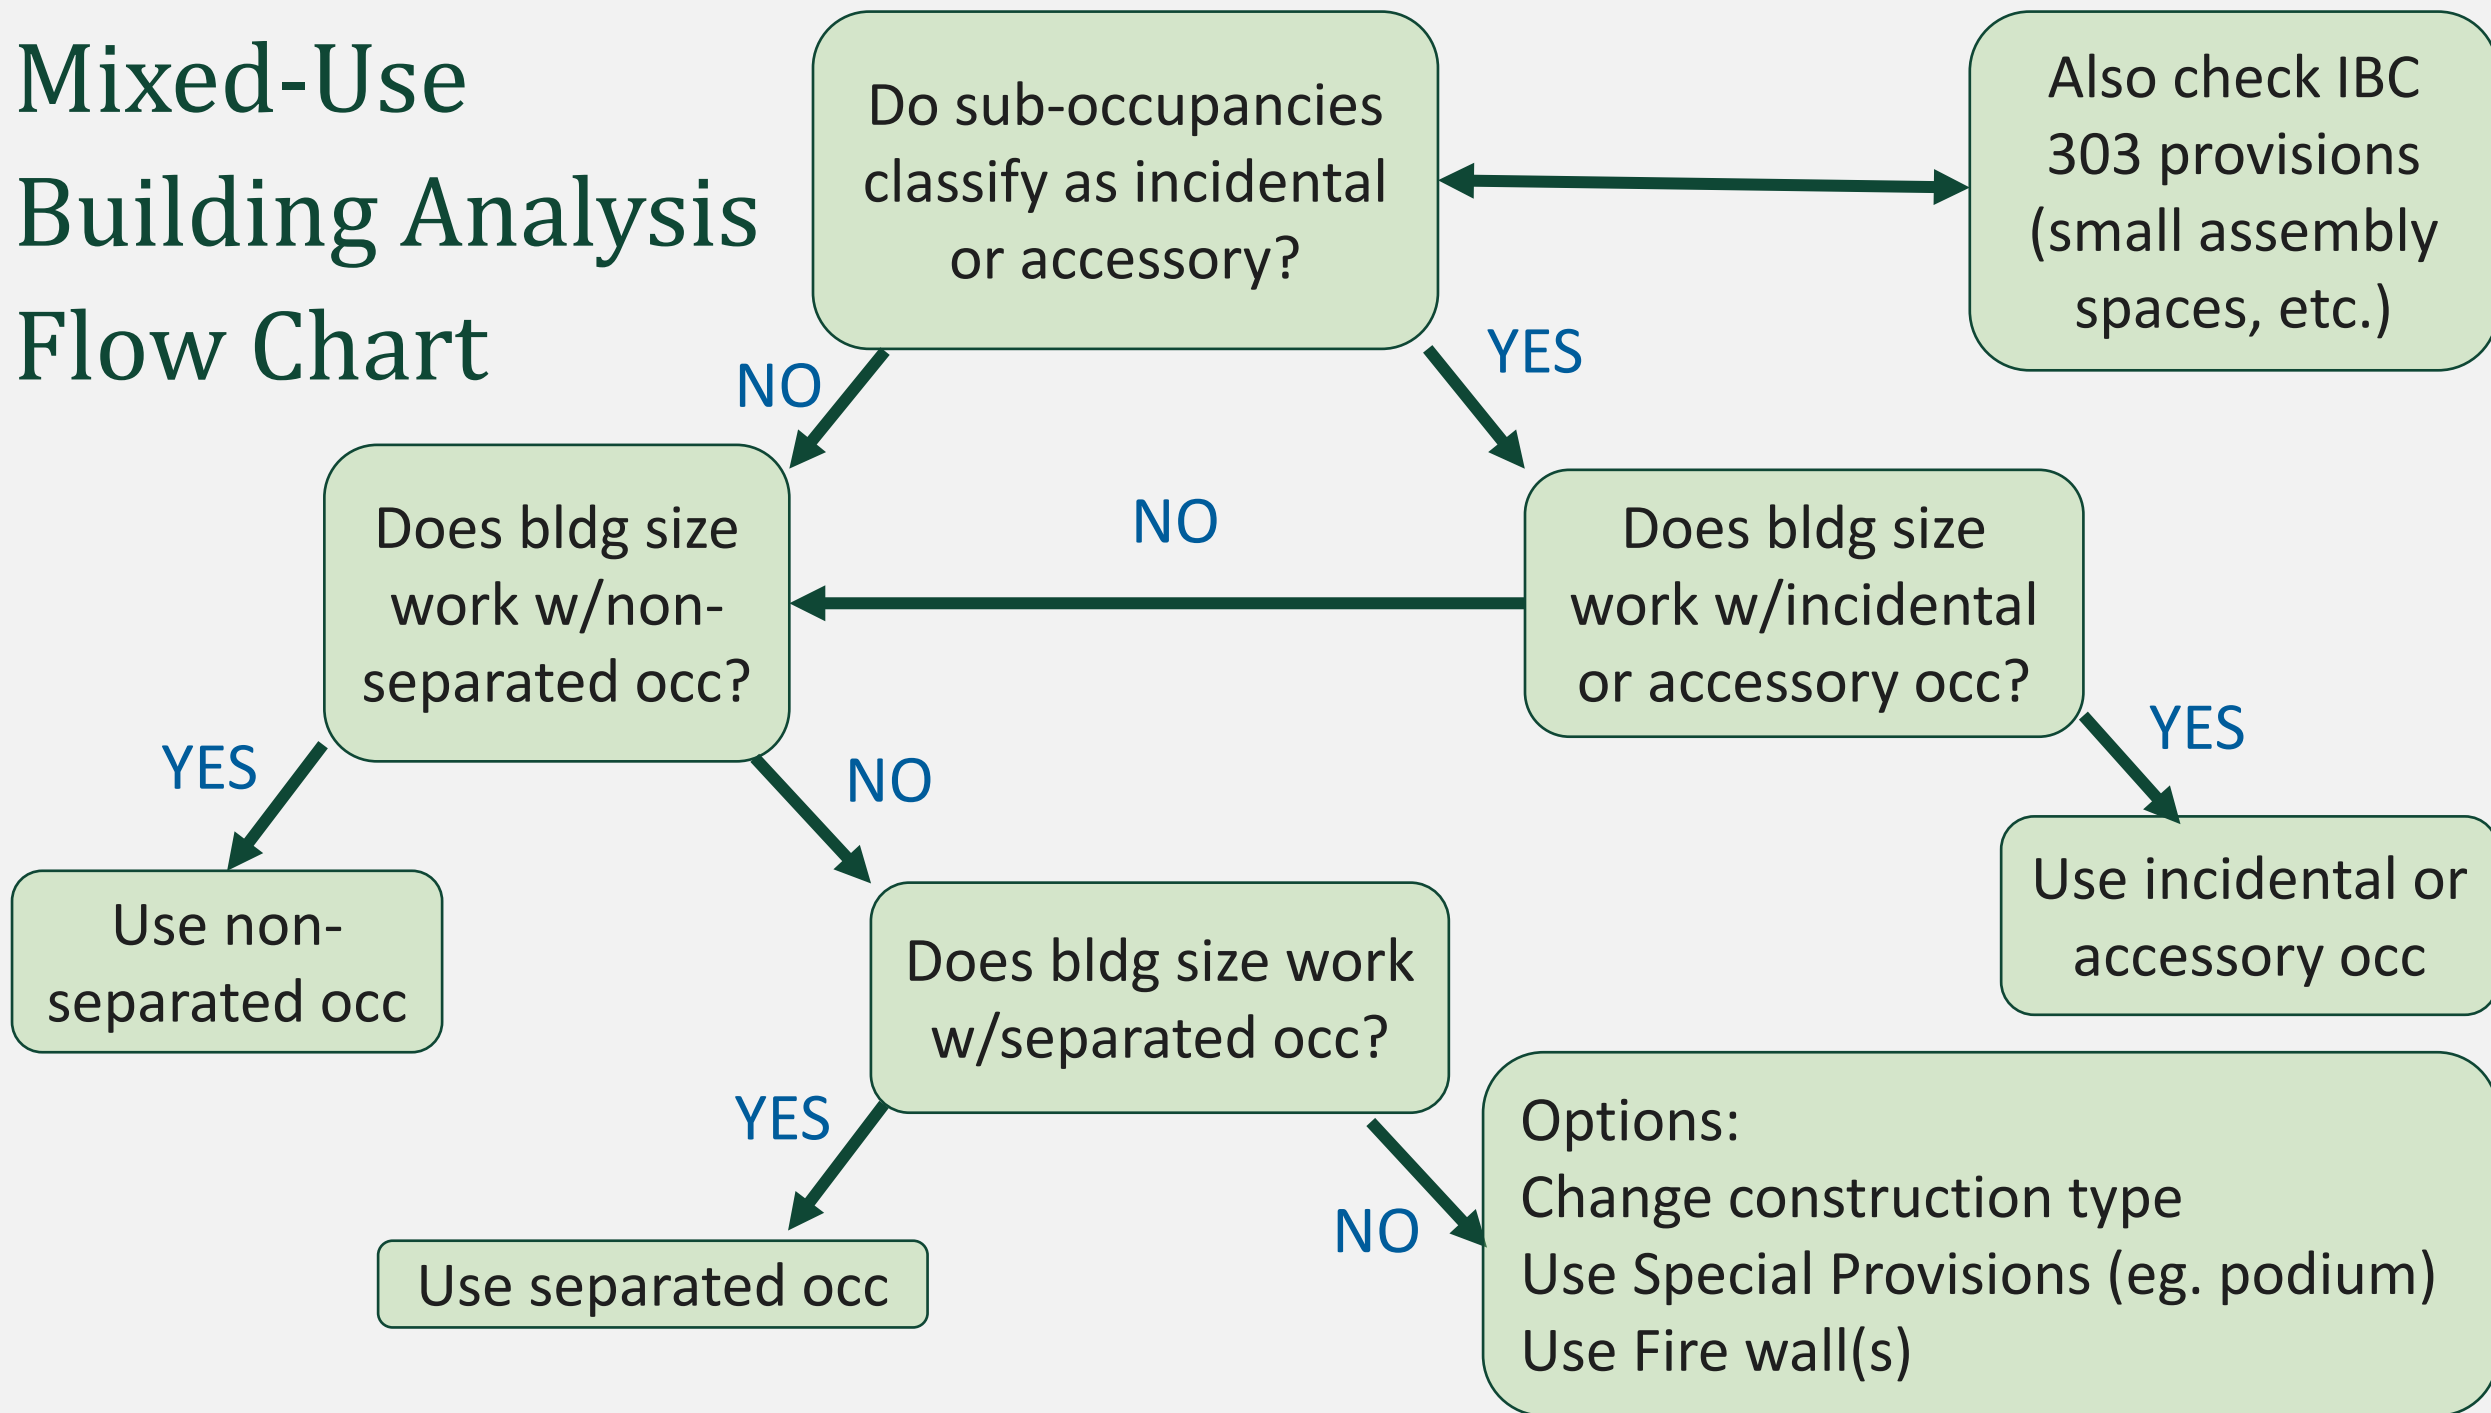 Mixed-Use
Building Analysis
Flow Chart
Do sub-occupancies
classify as incidental
or accessory?
Also check IBC
303 provisions
(small assembly
spaces, etc.)
NO
YES
Does bldg size
work w/non-
separated occ?
NO
Does bldg size
work w/incidental
or accessory occ?
YES
NO
YES
Use non-
separated occ
Does bldg size work
w/separated occ?
Use incidental or
accessory occ
YES
NO
Use separated occ
Options:
Change construction type
Use Special Provisions (eg. podium)
Use Fire wall(s)